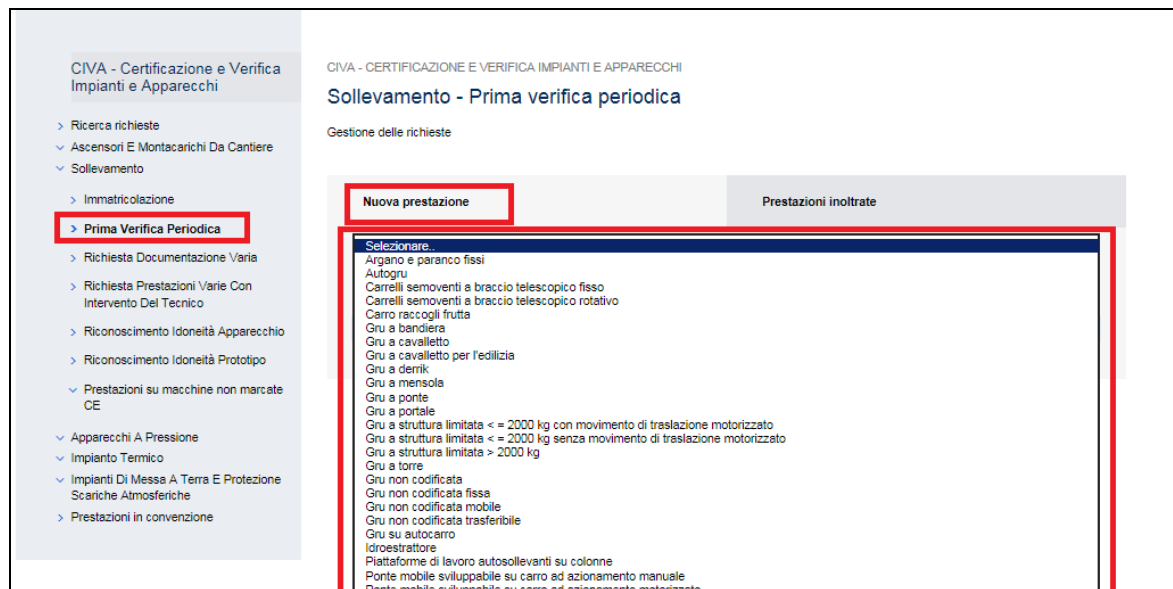 CIVA - Certificazione e Verifica
Impianti e Apparecchi
Ricerca richieste
Ascensori E Montacarichi Da Cantiere
Sollevamento
Immatricolazione
Prima Verifica Periodica
Richiesta Documentazione Varia
Richiesta Prestazioni Varie Con
Intervento Del Tecnico
Riconoscimento Idoneità Apparecchio
Riconoscimento Idoneità Prototipo
Prestazioni su macchine non marcate
CE
Apparecchi A Pressione
Impianto Termico
Impianti Di Messa A Terra E Protezione
Scariche Atmosferiche
Prestazioni in convenzione
CIVA - CERTIFICAZIONE E VERIFICA IMPIANTI E APPARECCHI
Sollevamento - Prima verifica periodica
Gestione delle richieste
Nuova prestazione
Prestazioni inoltrate
Selezionare..
Argano e paranco fissi
Autogru
Carrelli semoventi a braccio telescopico fisso
Carrelli semoventi a braccio telescopico rotativo
Carro raccogli frutta
Gru a bandiera
Gru a cavalletto
Gru a cavalletto per l'edilizia
Gru a derrik
Gru a mensola
Gru a ponte
Gru a portale
Gru a struttura limitata < = 2000 kg con movimento di traslazione motorizzato
Gru a struttura limitata < = 2000 kg senza movimento di traslazione motorizzato
Gru a struttura limitata > 2000 kg
Gru a torre
Gru non codificata
Gru non codificata fissa
Gru non codificata mobile
Gru non codificata trasferibile
Gru su autocarro
Idroestrattore
Piattaforme di lavoro autosollevanti su colonne
Ponte mobile sviluppabile su carro ad azionamento manuale
Ponte mobile sviluppabile su carro ad azionamento motorizzato